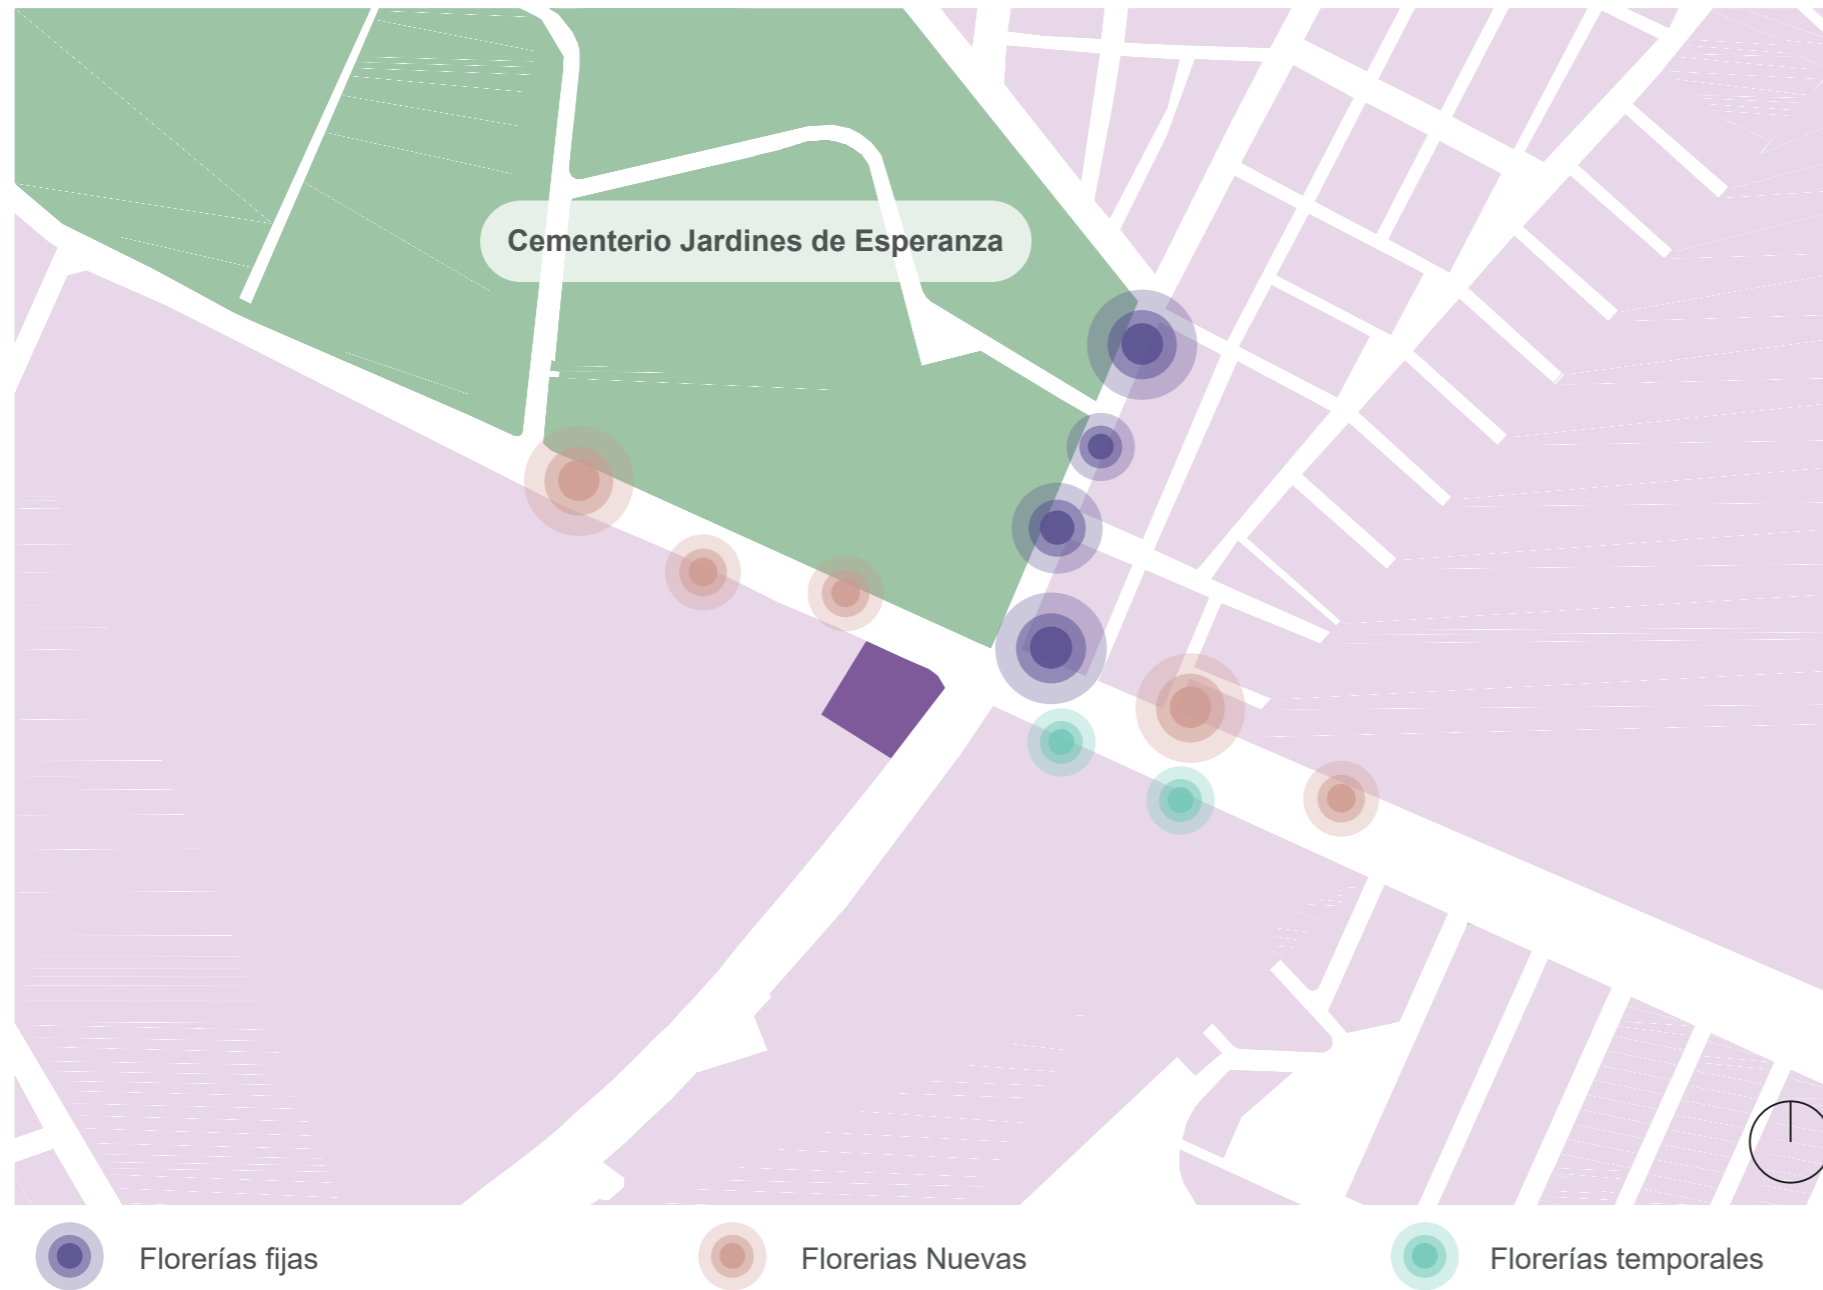 Cementerio Jardines de Esperanza
Florerías fijas
Florerias Nuevas
Florerías temporales